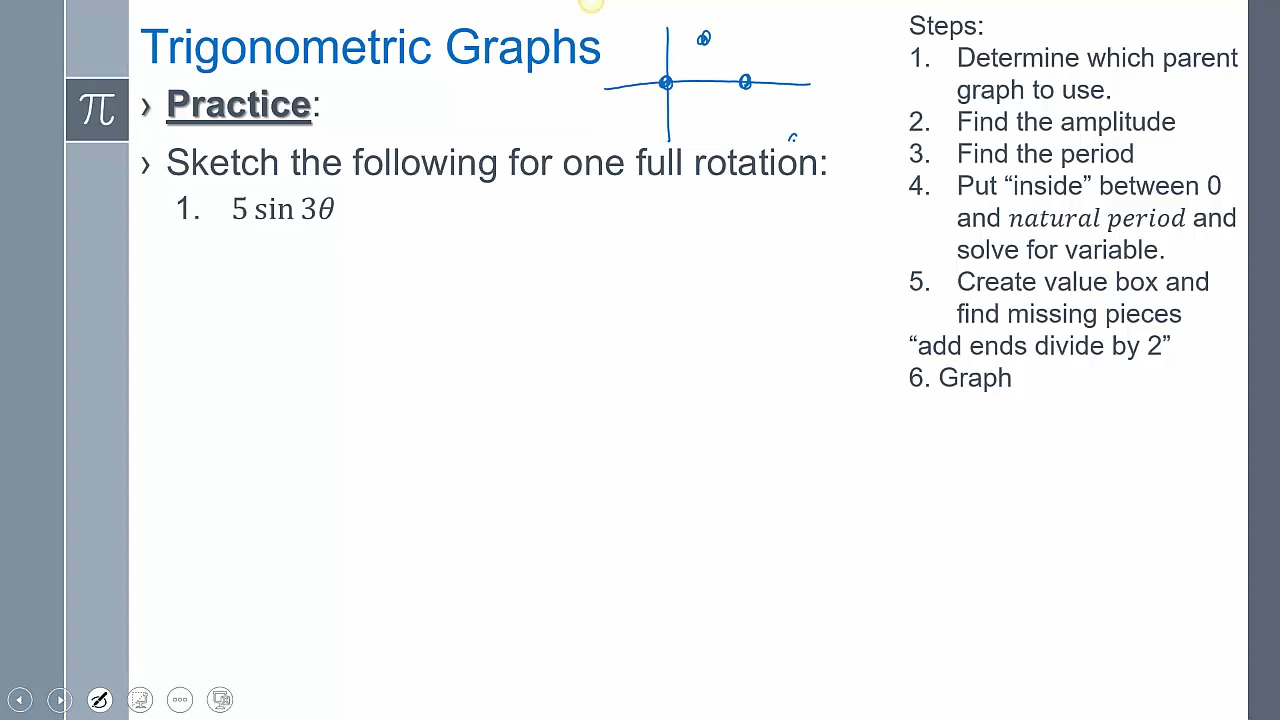 Trigonometric Graphs
π
› Practice:
› Sketch the following for one full rotation:
1. 5 sin 3θ
Steps:
1. Determine which parent
graph to use.
2. Find the amplitude
3. Find the period
4. Put “inside” between 0
and natural period and
solve for variable.
5. Create value box and
find missing pieces
“add ends divide by 2”
6. Graph